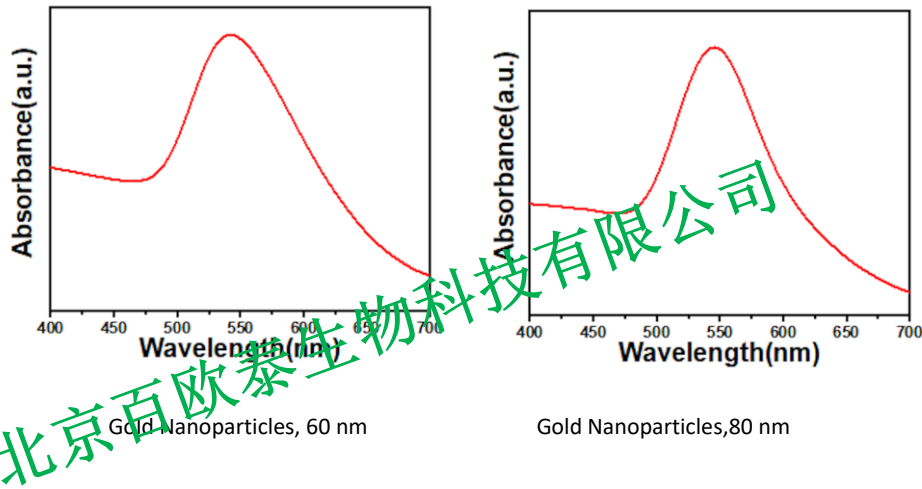 Absorbance(a.u.)
400 450 500 550 600 650 700
Wavelength(nm)
Gold Nanoparticles, 60 nm
Absorbance(a.u.)
400 450 500 550 600 650 700
Wavelength(nm)
Gold Nanoparticles,80 nm
北京百欧泰生物科技有限公司